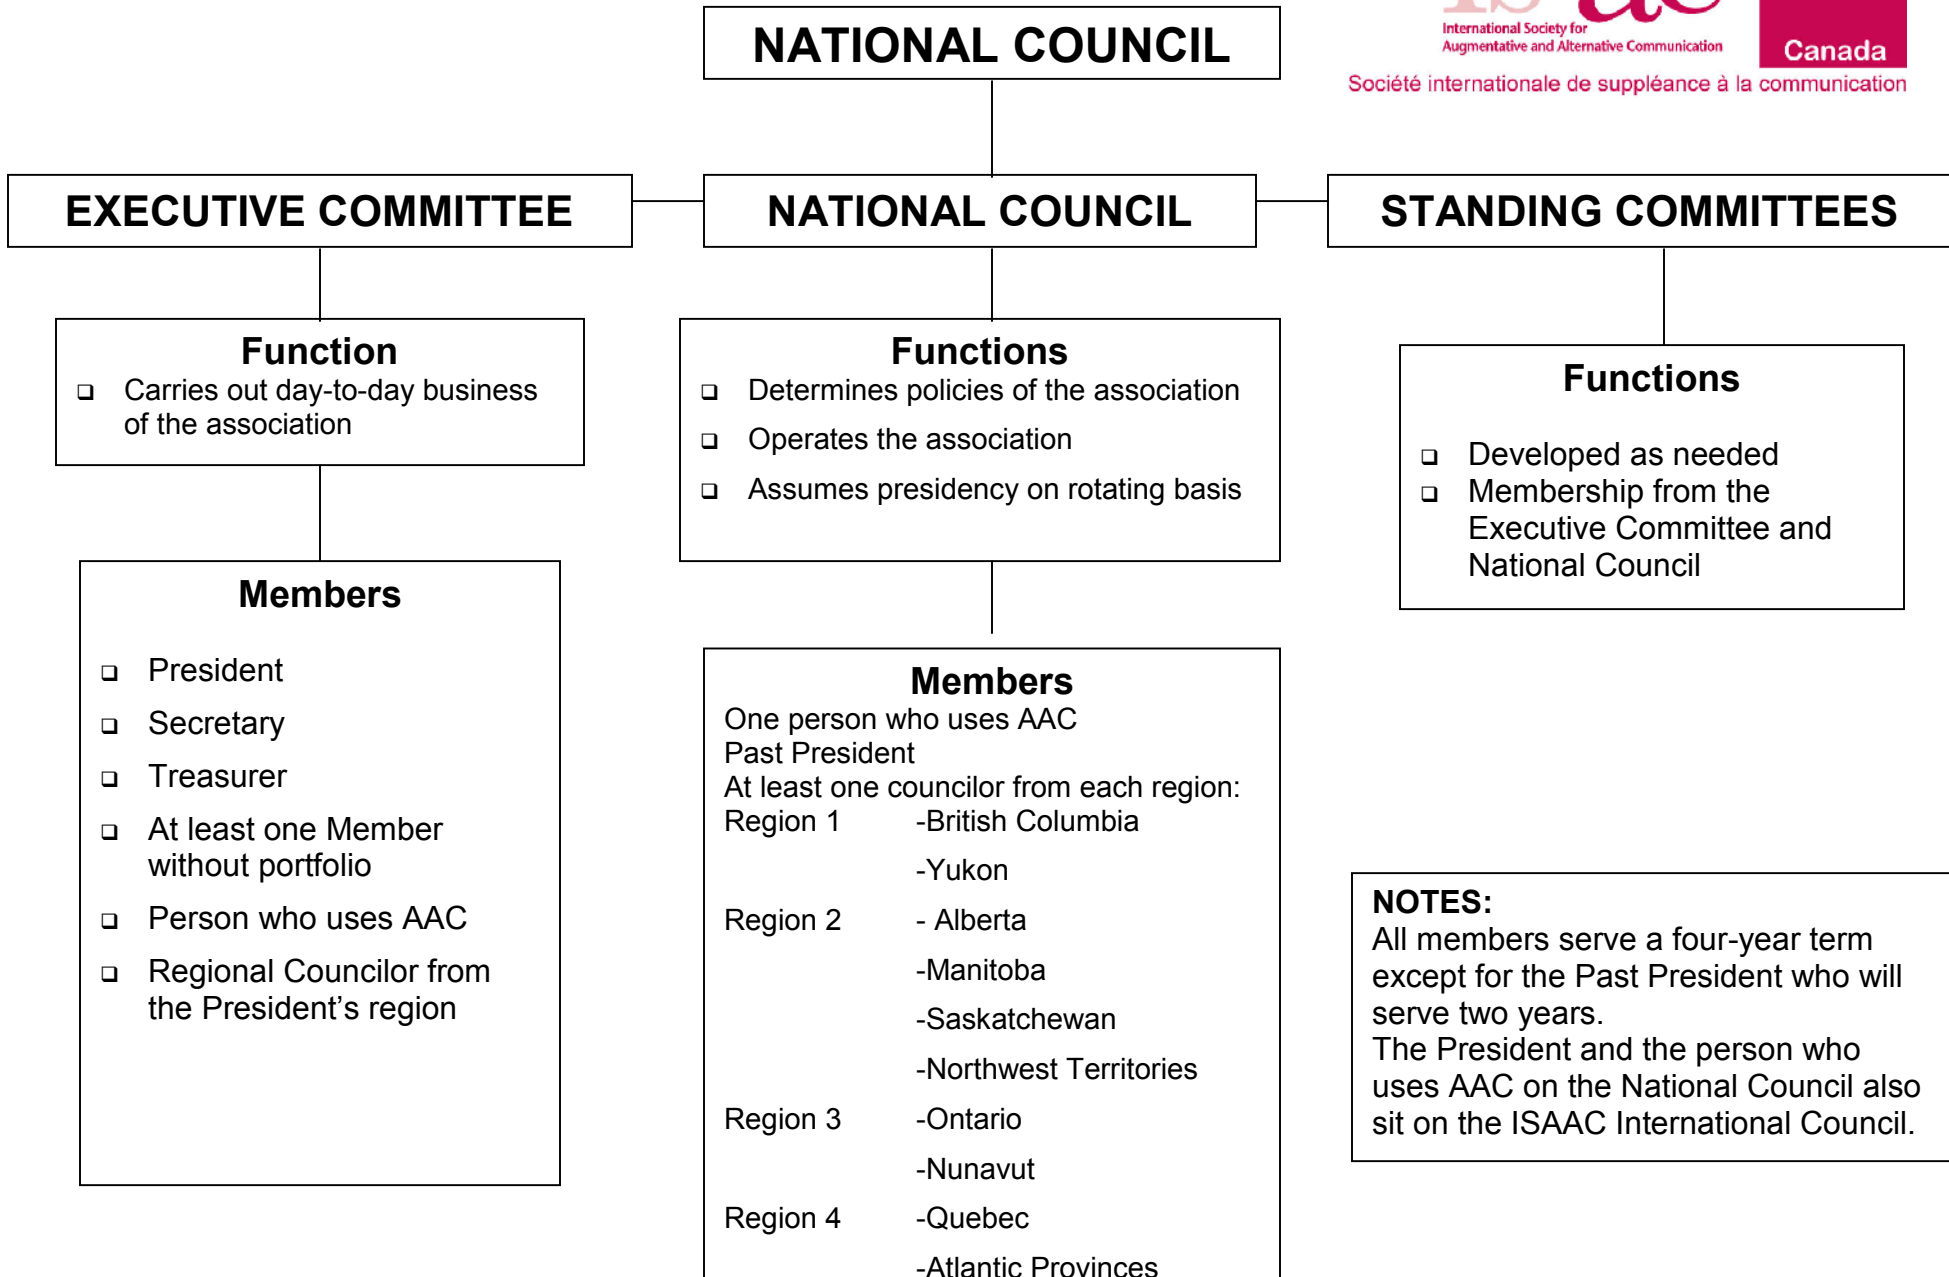 NATIONAL COUNCIL
International Society for
Augmentative and Alternative Communication
Canada
Société internationale de suppléance à la communication
EXECUTIVE COMMITTEE
NATIONAL COUNCIL
STANDING COMMITTEES
Function
❑ Carries out day-to-day business
of the association
Members
❑ President
❑ Secretary
❑ Treasurer
❑ At least one Member
without portfolio
❑ Person who uses AAC
❑ Regional Councilor from
the President’s region
Functions
❑ Determines policies of the association
❑ Operates the association
❑ Assumes presidency on rotating basis
Members
One person who uses AAC
Past President
At least one councilor from each region:
Region 1 -British Columbia
-Yukon
Region 2 - Alberta
-Manitoba
-Saskatchewan
-Northwest Territories
Region 3 -Ontario
-Nunavut
Region 4 -Quebec
-Atlantic Provinces
Functions
❑ Developed as needed
❑ Membership from the
Executive Committee and
National Council
NOTES:
All members serve a four-year term
except for the Past President who will
serve two years.
The President and the person who
uses AAC on the National Council also
sit on the ISAAC International Council.